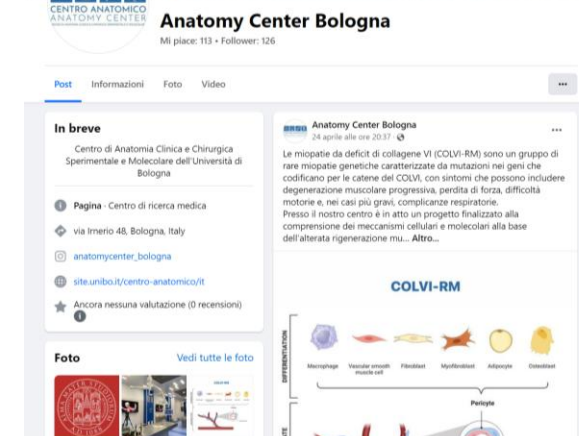 CENTRO ANATOMICO
ANATOMY CENTER
Anatomy Center Bologna
Mi piace: 113 • Follower: 126
Post Informazioni Foto Video
In breve
Centro di Anatomia Clinica e Chirurgica
Sperimentale e Molecolare dell'Università di
Bologna
Pagina · Centro di ricerca medica
via Irnerio 48, Bologna, Italy
anatomycenter_bologna
site.unibo.it/centro-anatomico/it
Ancora nessuna valutazione (0 recensioni)
Foto
Vedi tutte le foto
Anatomy Center Bologna
24 aprile alle ore 20:37 ·
Le miopatie da deficit di collagene VI (COLVI-RM) sono un gruppo di
rare miopatie genetiche caratterizzate da mutazioni nei geni che
codificano per le catene del COLVI, con sintomi che possono includere
degenerazione muscolare progressiva, perdita di forza, difficoltà
motorie e, nei casi più gravi, complicanze respiratorie.
Presso il nostro centro è in atto un progetto finalizzato alla
comprensione dei meccanismi cellulari e molecolari alla base
dell'alterata rigenerazione mu... Altro...
COLVI-RM
DIFFERENTIATION
Macrophage
Vascular smooth
muscle cell
Fibroblast
Myofibroblast
Adipocyte
Osteoblast
Pericyte